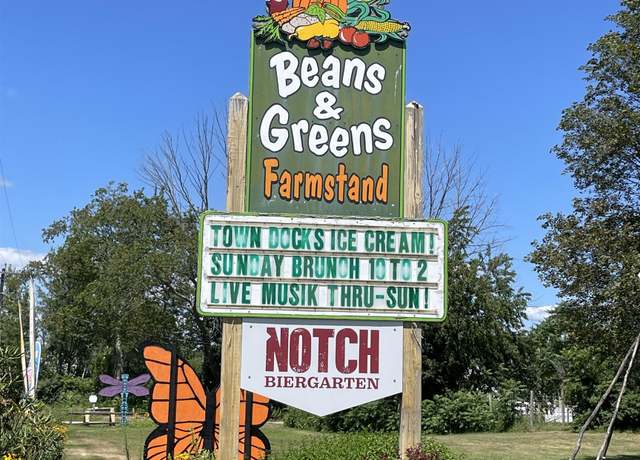 Beans
&
Greens
Farmstand
TOWN DOCKS ICE CREAM!
SUNDAY BRUNCH 10 TO 2
LIVE MUSIK THRU-SUN!
NOTCH
BIERGARTEN